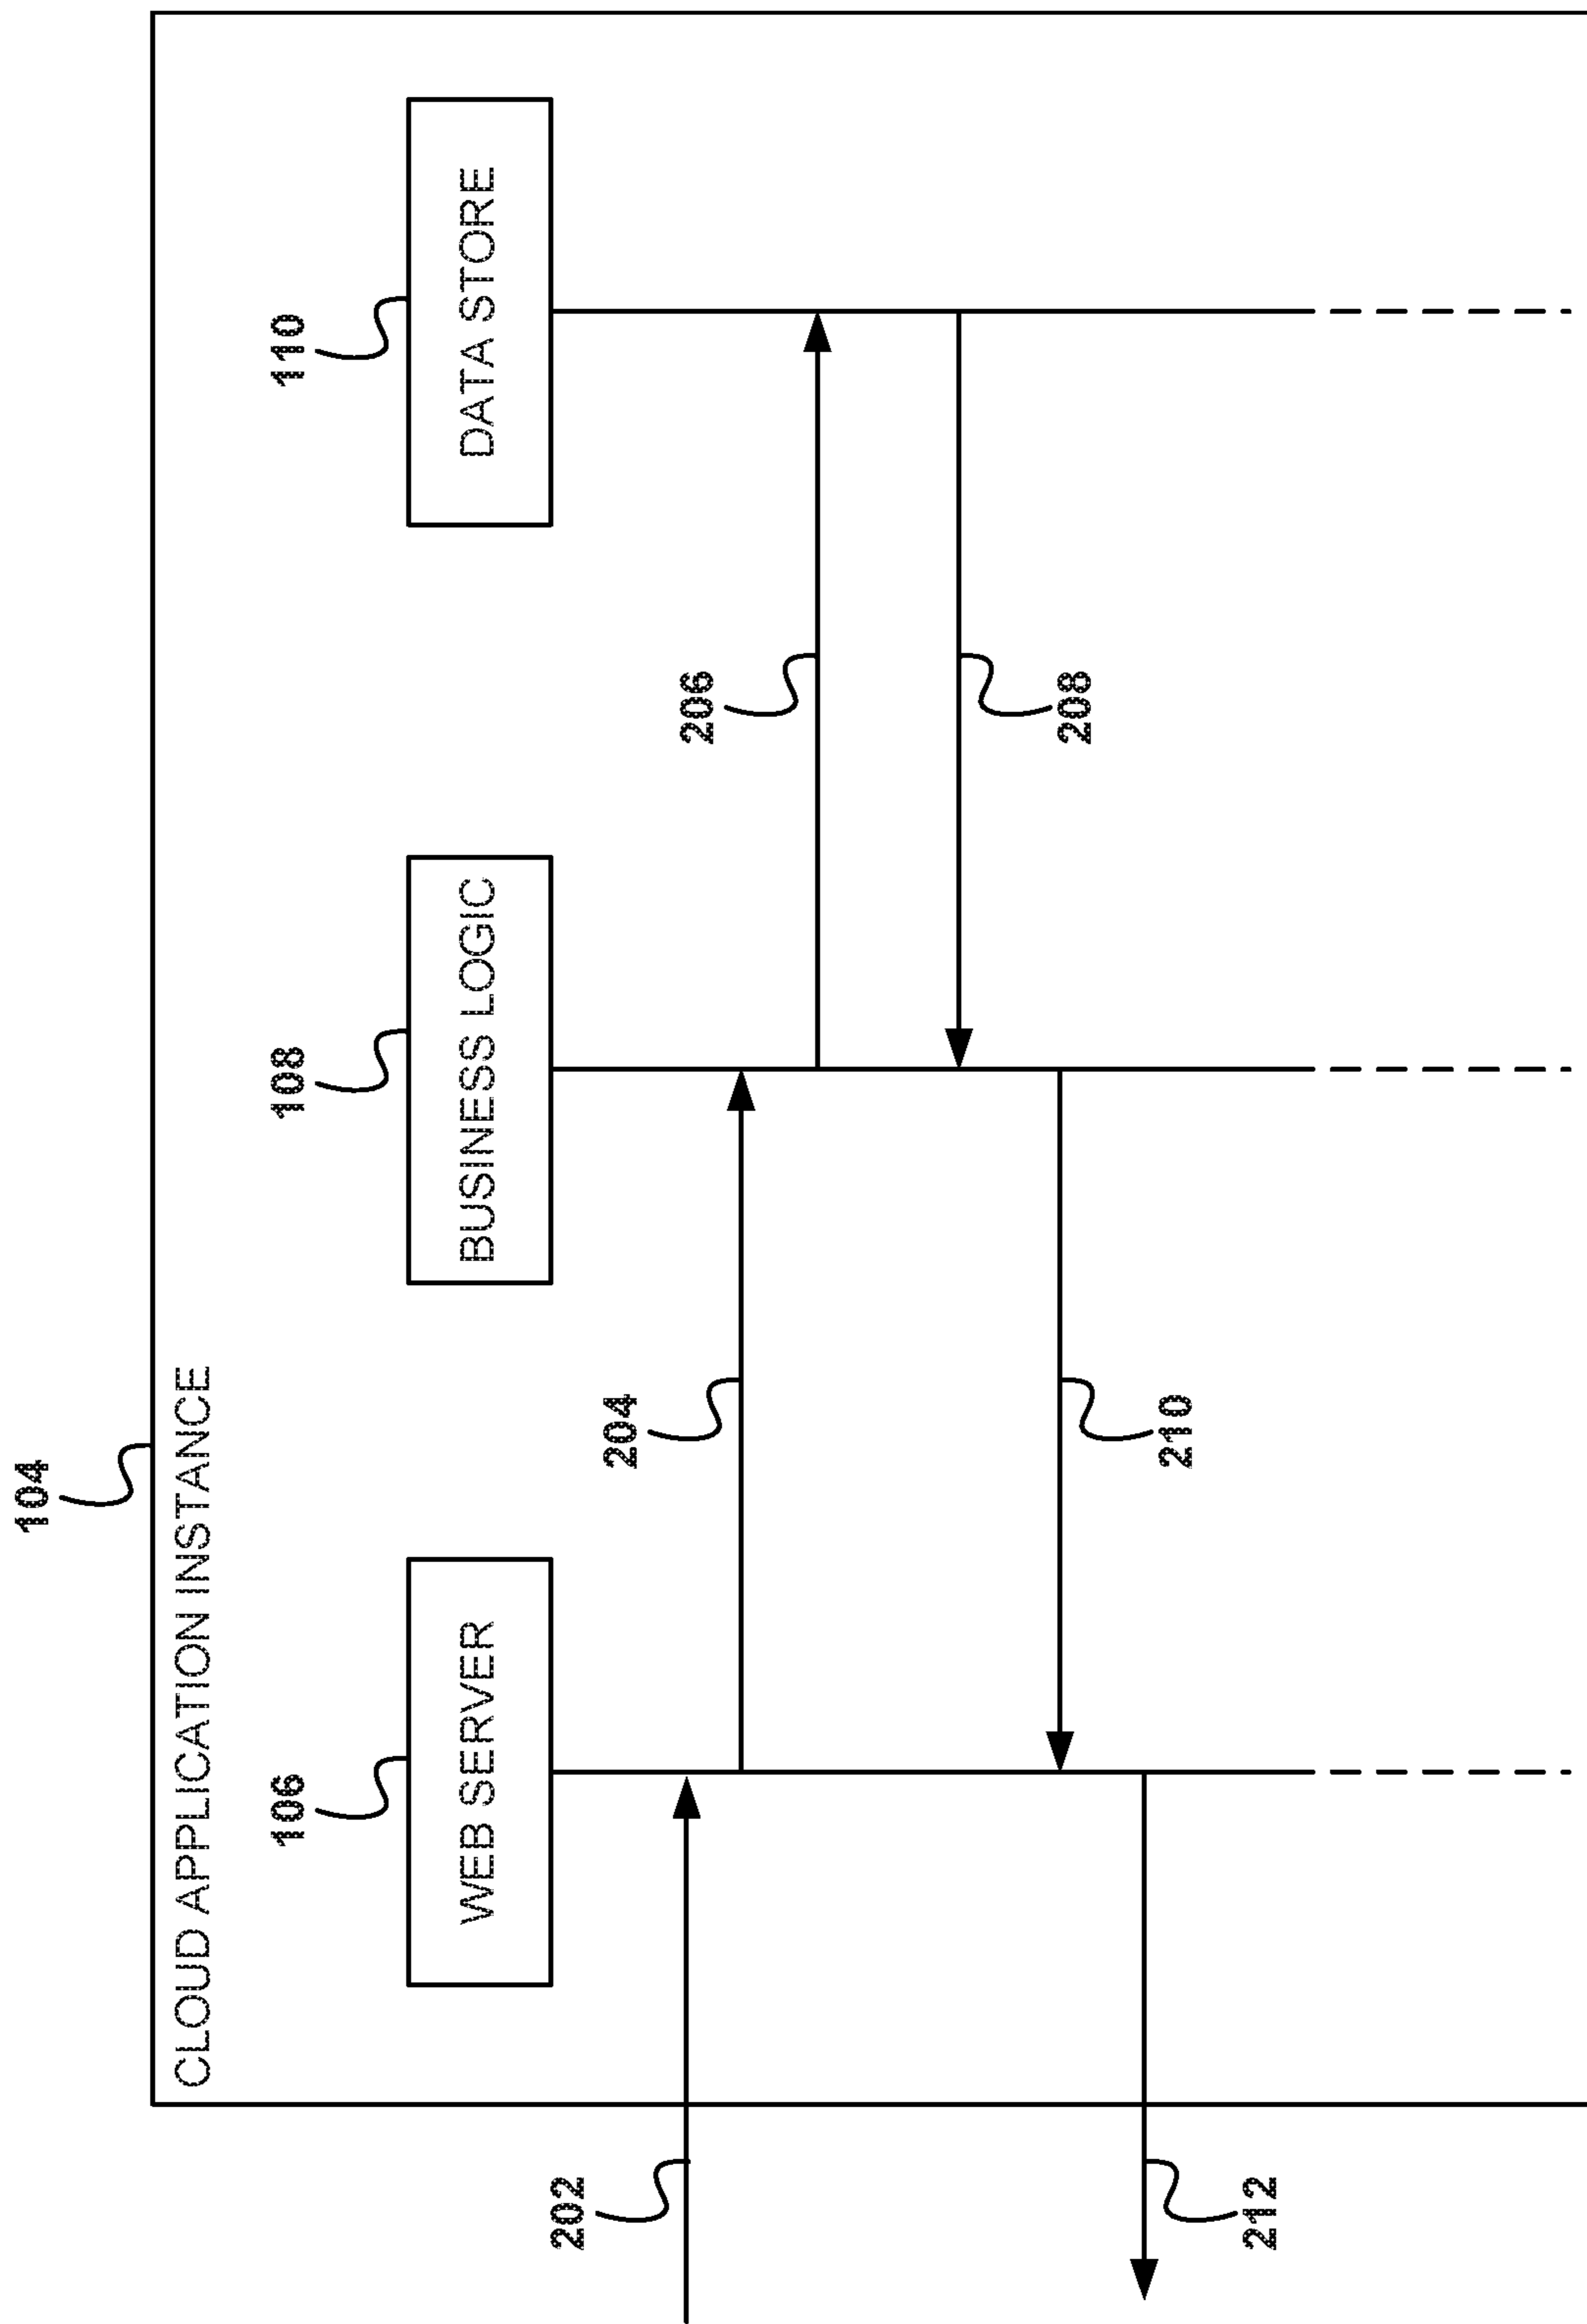 104
CLOUD APPLICATION INSTANCE
106
108
110
WEB SERVER
BUSINESS LOGIC
DATA STORE
202
204
206
208
210
212